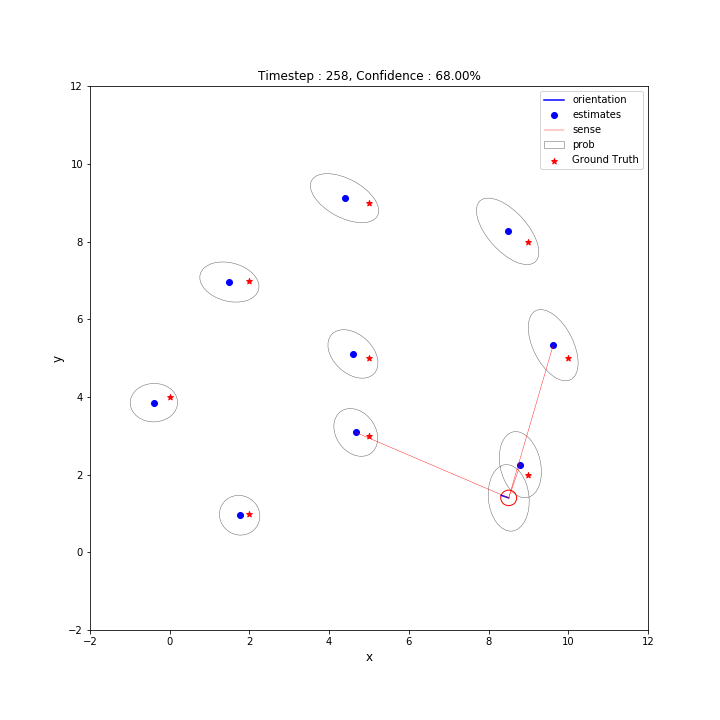 Timestep : 258, Confidence : 68.00%
orientation
estimates
sense
prob
Ground Truth
12
10
8
6
4
2
0
−2
y
−2 0 2 4 6 8 10 12
x